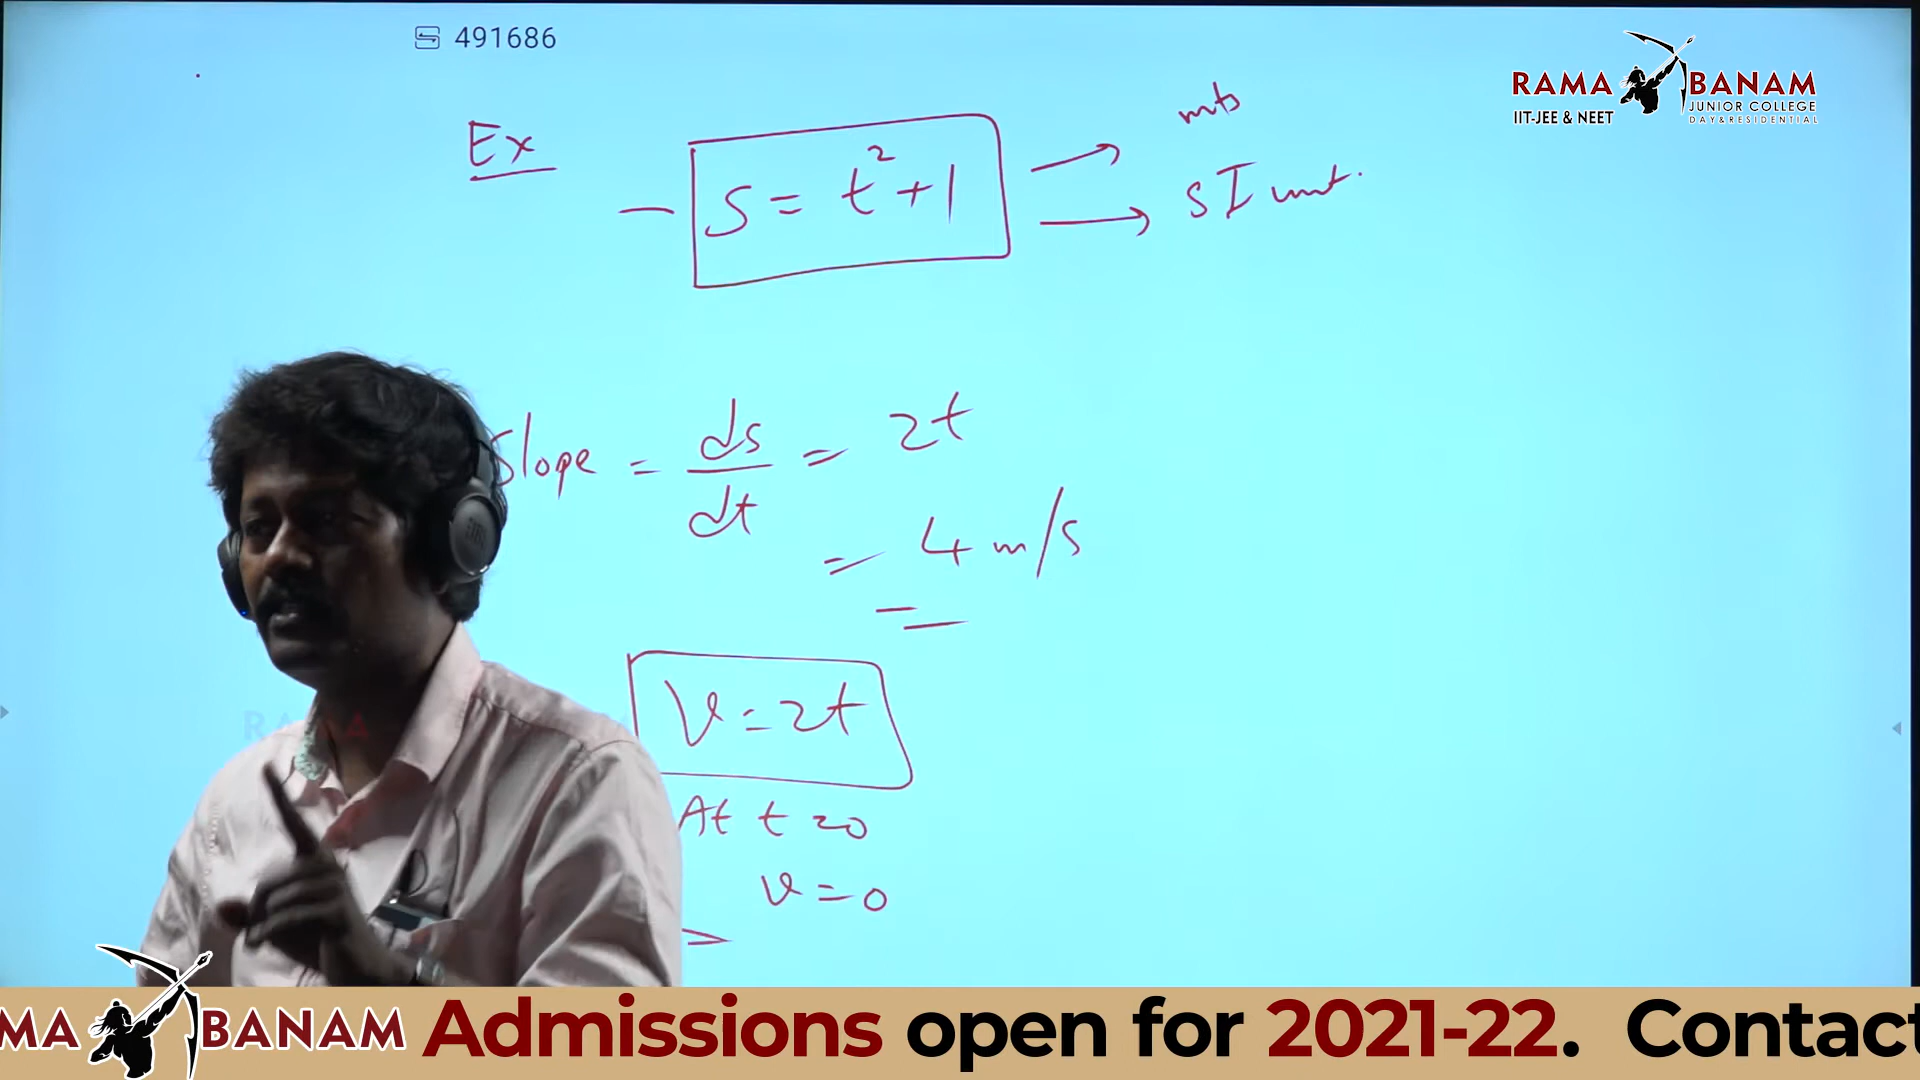 491686
RAMA BANAM
JUNIOR COLLEGE
IIT-JEE & NEET
DAY & RESIDENTIAL
mts
Ex
S = t² + 1
SI unit.
Slope = ds/dt = 2t
= 4 m/s
V = 2t
At t = 0
v = 0
RAMA
MA BANAM Admissions open for 2021-22. Contact